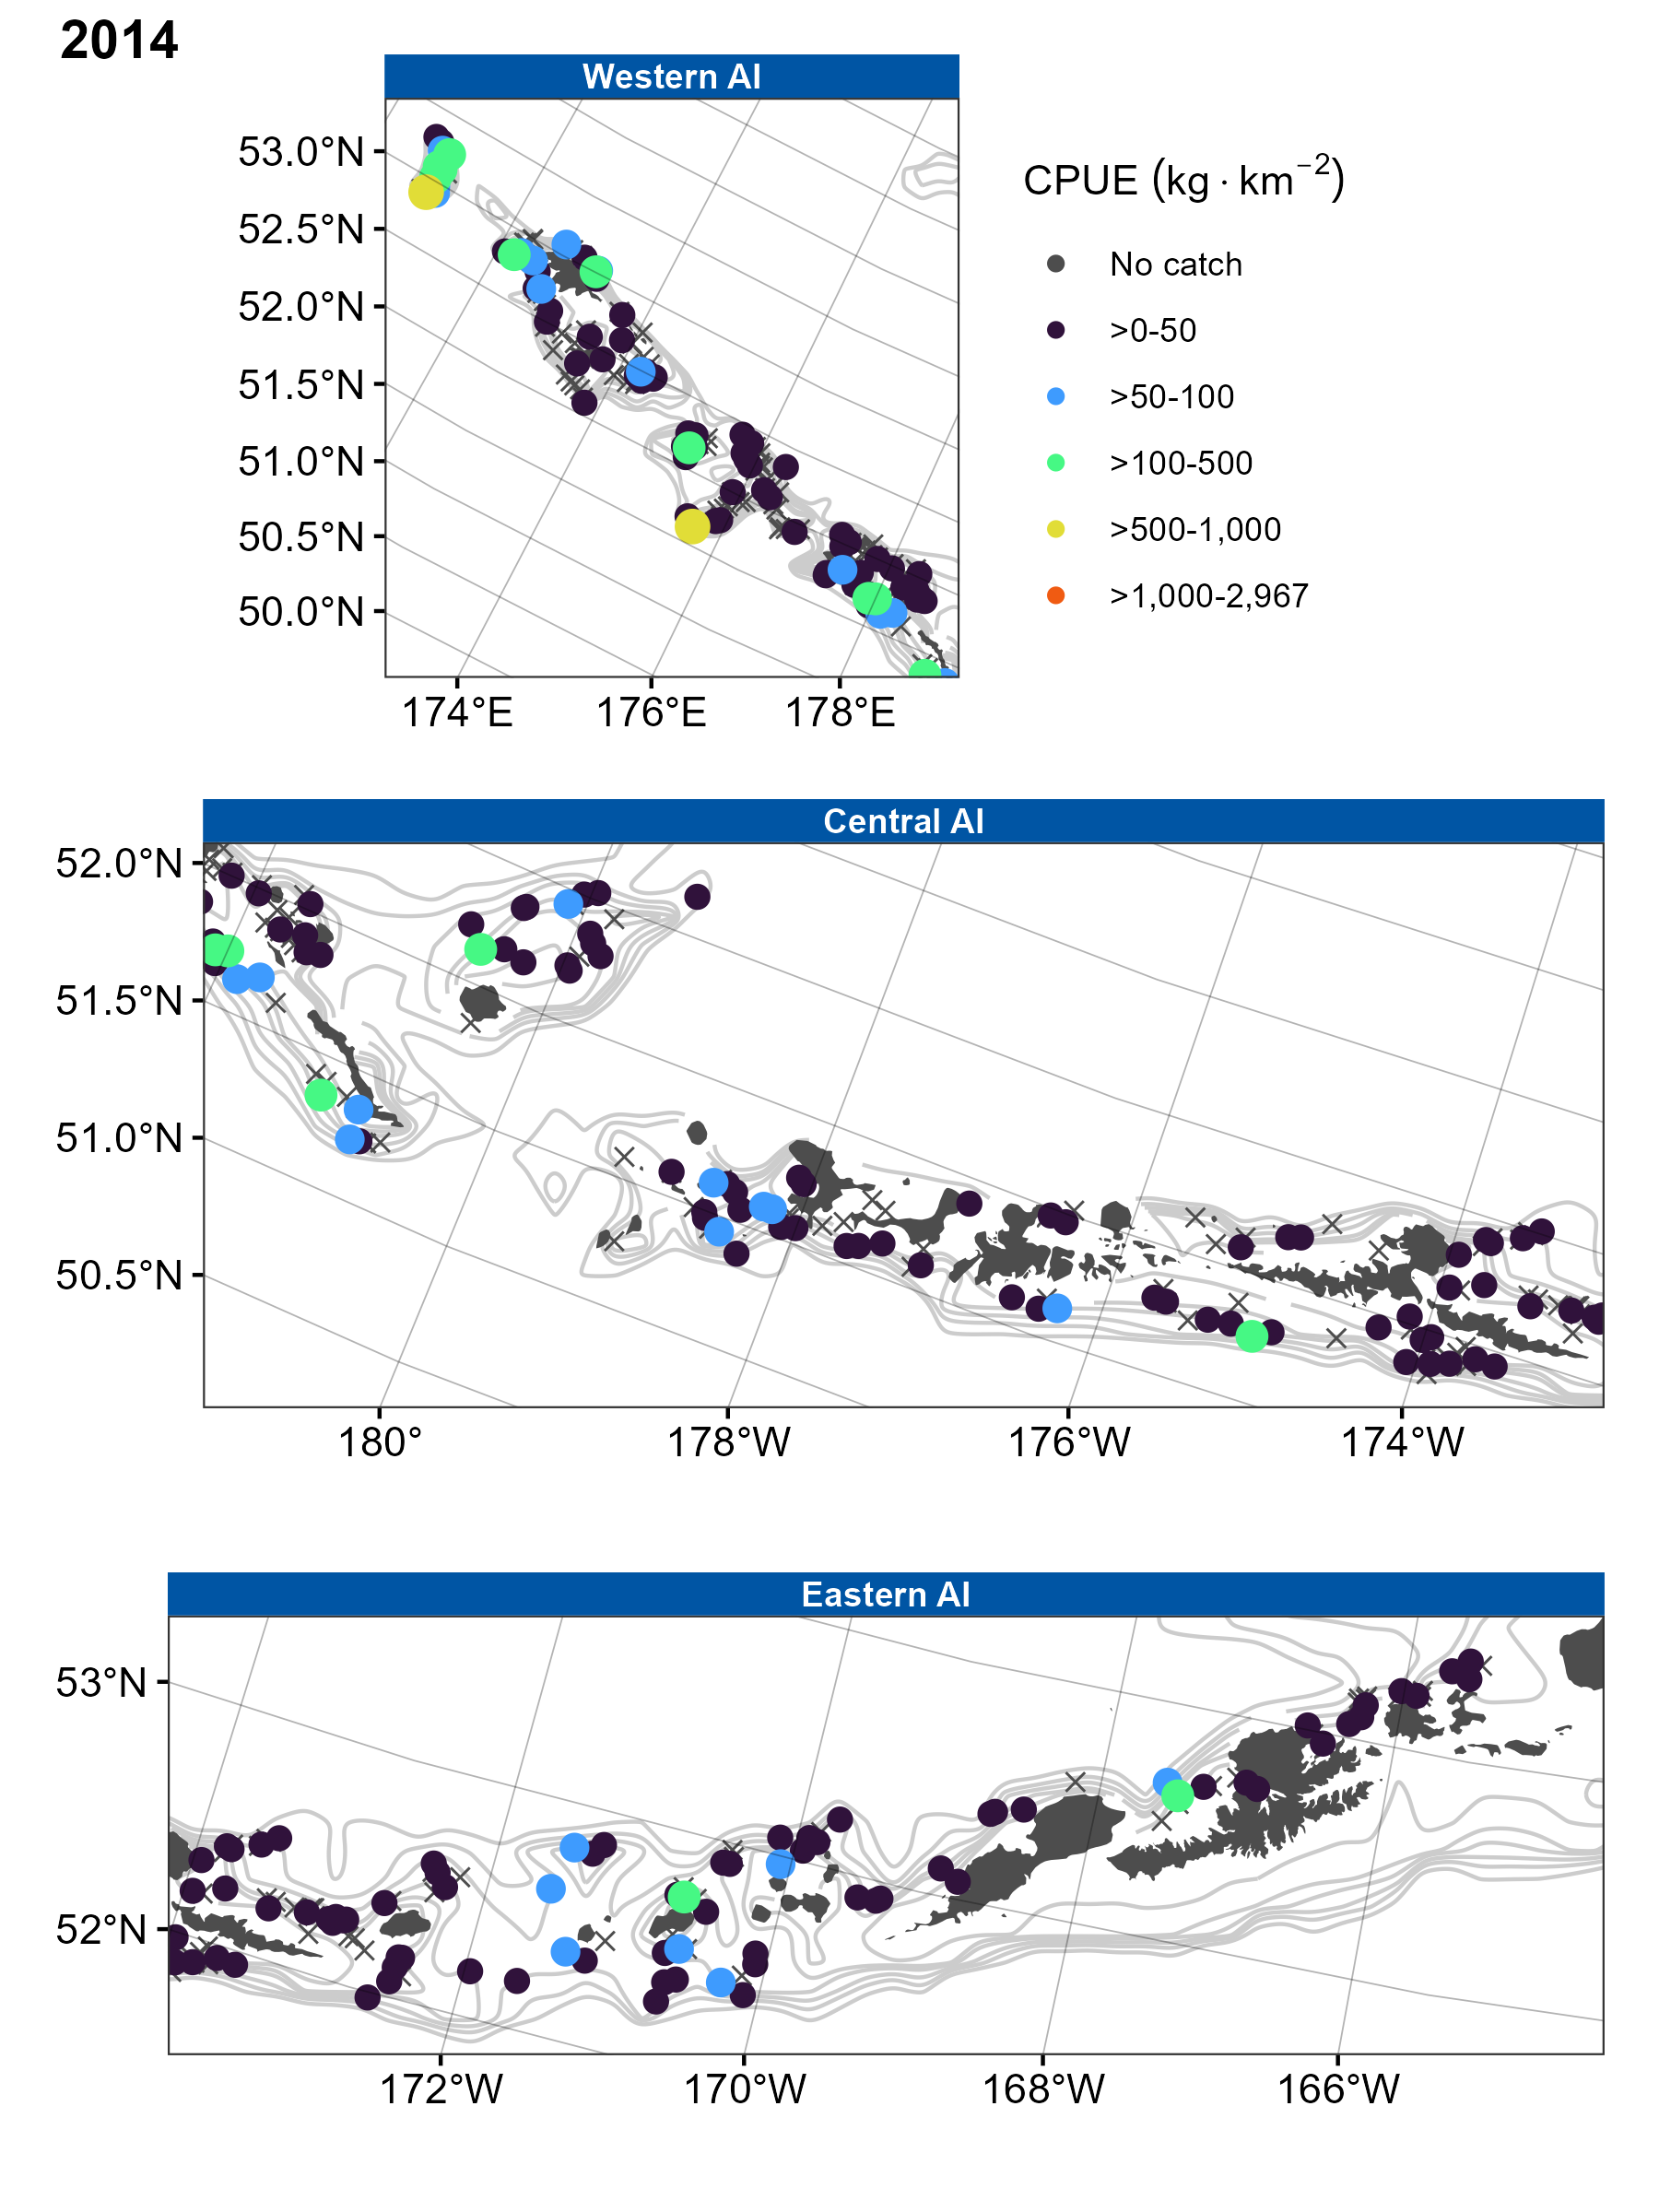 2014
Western AI
53.0°N
52.5°N
52.0°N
51.5°N
51.0°N
50.5°N
50.0°N
174°E 176°E 178°E
CPUE (kg · km⁻²)
No catch
>0-50
>50-100
>100-500
>500-1,000
>1,000-2,967
Central AI
52.0°N
51.5°N
51.0°N
50.5°N
180° 178°W 176°W 174°W
Eastern AI
53°N
52°N
172°W 170°W 168°W 166°W